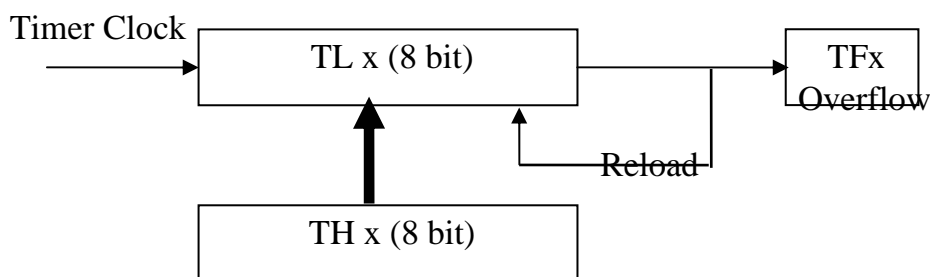 Timer Clock
TL x (8 bit)
TFx
Overflow
Reload
TH x (8 bit)